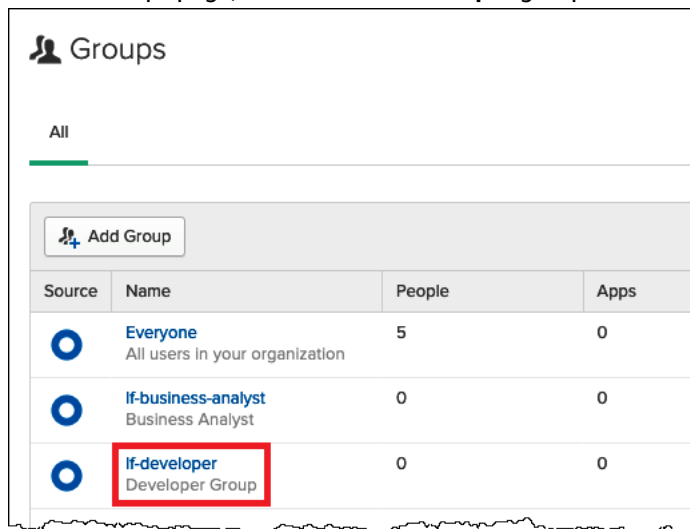 Groups
All
Add Group
Source Name People Apps
Everyone 5 0
All users in your organization
lf-business-analyst 0 0
Business Analyst
lf-developer 0 0
Developer Group